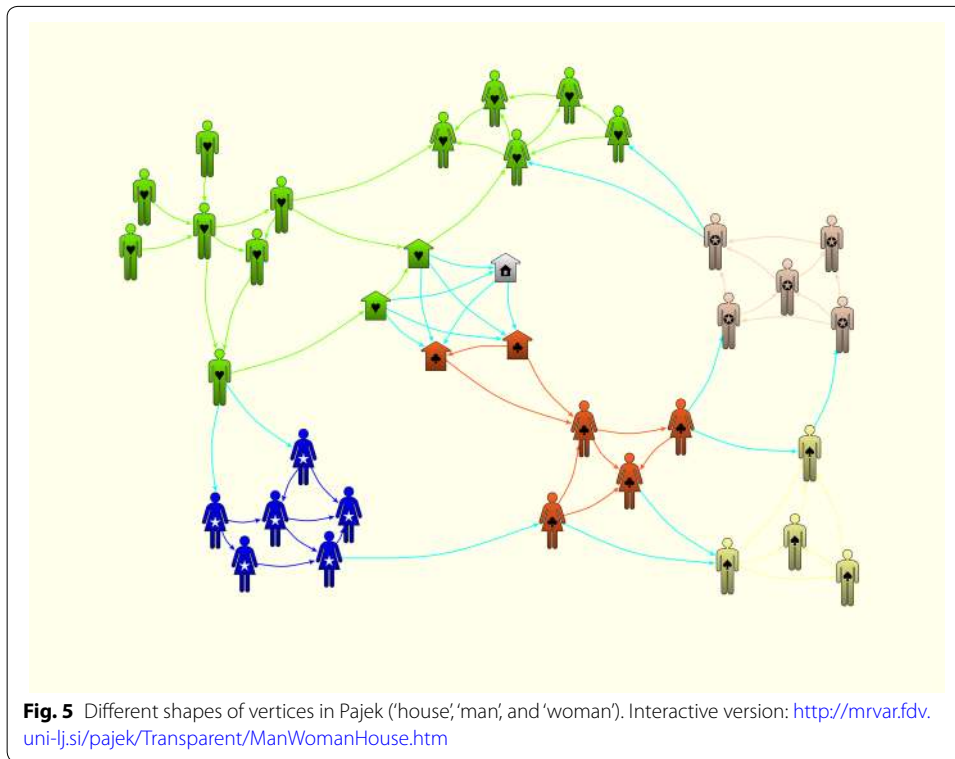 Fig. 5 Different shapes of vertices in Pajek (‘house’, ‘man’, and ‘woman’). Interactive version: http://mrvar.fdv.
uni-lj.si/pajek/Transparent/ManWomanHouse.htm